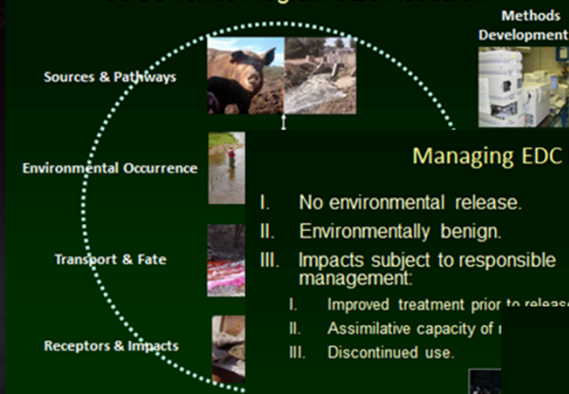 Methods
Development
Sources & Pathways
Environmental Occurrence
Managing EDC
I. No environmental release.
II. Environmentally benign.
III. Impacts subject to responsible
management:
Transport & Fate
I. Improved treatment prior to release
II. Assimilative capacity of
III. Discontinued use.
Receptors & Impacts